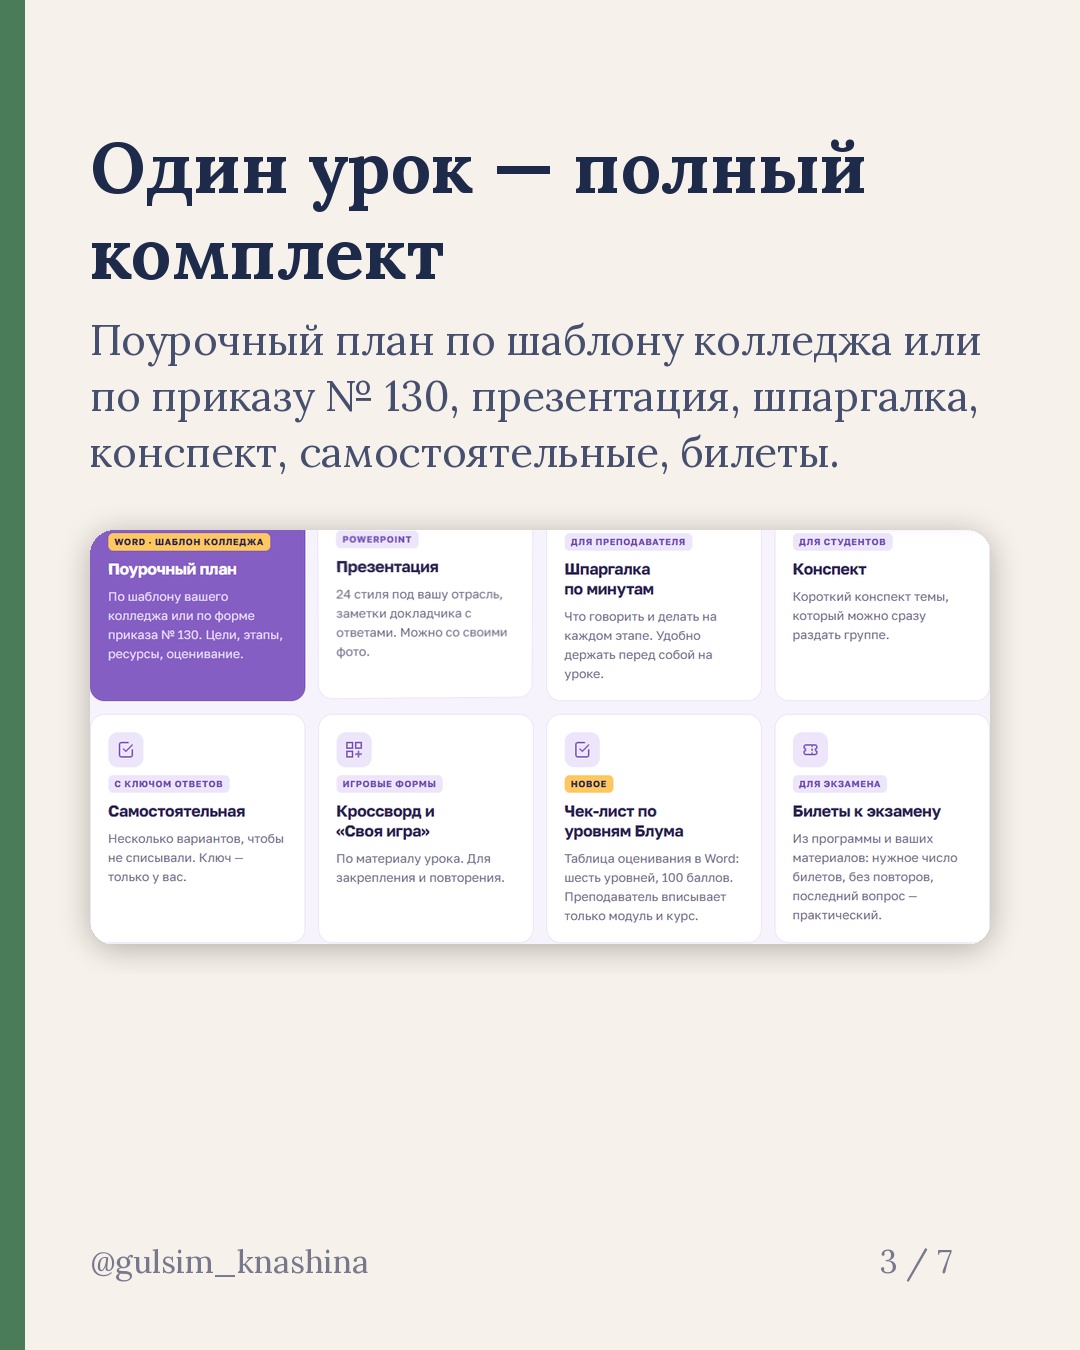 Один урок — полный
комплект
Поурочный план по шаблону колледжа или
по приказу № 130, презентация, шпаргалка,
конспект, самостоятельные, билеты.
WORD · ШАБЛОН КОЛЛЕДЖА
Поурочный план
По шаблону вашего
колледжа или по форме
приказа № 130. Цели, этапы,
ресурсы, оценивание.
POWERPOINT
Презентация
24 стиля под вашу отрасль,
заметки докладчика с
ответами. Можно со своими
фото.
ДЛЯ ПРЕПОДАВАТЕЛЯ
Шпаргалка
по минутам
Что говорить и делать на
каждом этапе. Удобно
держать перед собой на
уроке.
ДЛЯ СТУДЕНТОВ
Конспект
Короткий конспект темы,
который можно сразу
раздать группе.
С КЛЮЧОМ ОТВЕТОВ
Самостоятельная
Несколько вариантов, чтобы
не списывали. Ключ —
только у вас.
ИГРОВЫЕ ФОРМЫ
Кроссворд и
«Своя игра»
По материалу урока. Для
закрепления и повторения.
НОВОЕ
Чек-лист по
уровням Блума
Таблица оценивания в Word:
шесть уровней, 100 баллов.
Преподаватель вписывает
только модуль и курс.
ДЛЯ ЭКЗАМЕНА
Билеты к экзамену
Из программы и ваших
материалов: нужное число
билетов, без повторов,
последний вопрос —
практический.
@gulsim_knashina
3 / 7